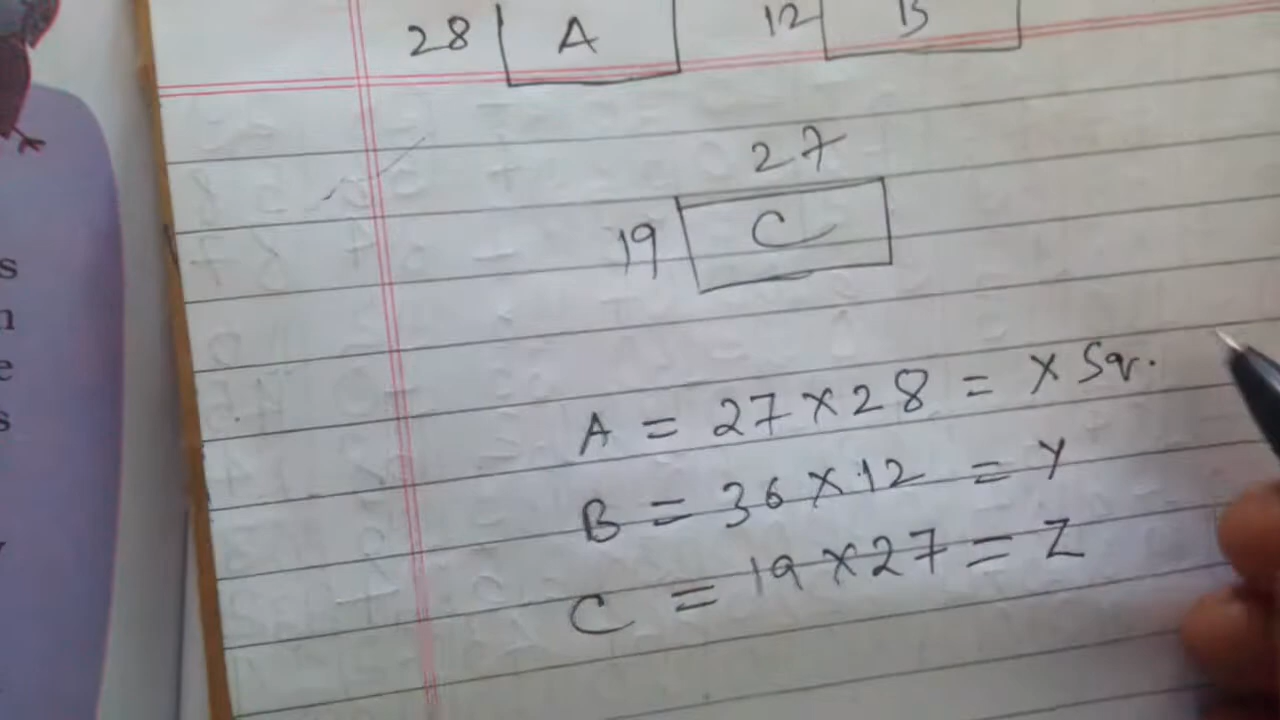 28 A 12 B
27
19 C
A = 27 × 28 = x Sq.
B = 36 × 12 = Y
C = 19 × 27 = Z